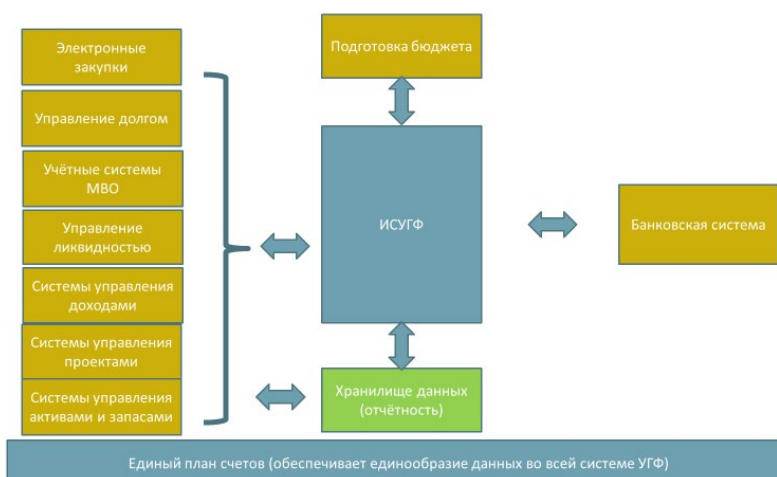 Электронные
закупки
Управление долгом
Учётные системы
МВО
Управление
ликвидностью
Системы управления
доходами
Системы управления
проектами
Системы управления
активами и запасами
Подготовка бюджета
ИСУГФ
Хранилище данных
(отчётность)
Банковская система
Единый план счетов (обеспечивает единообразие данных во всей системе УГФ)